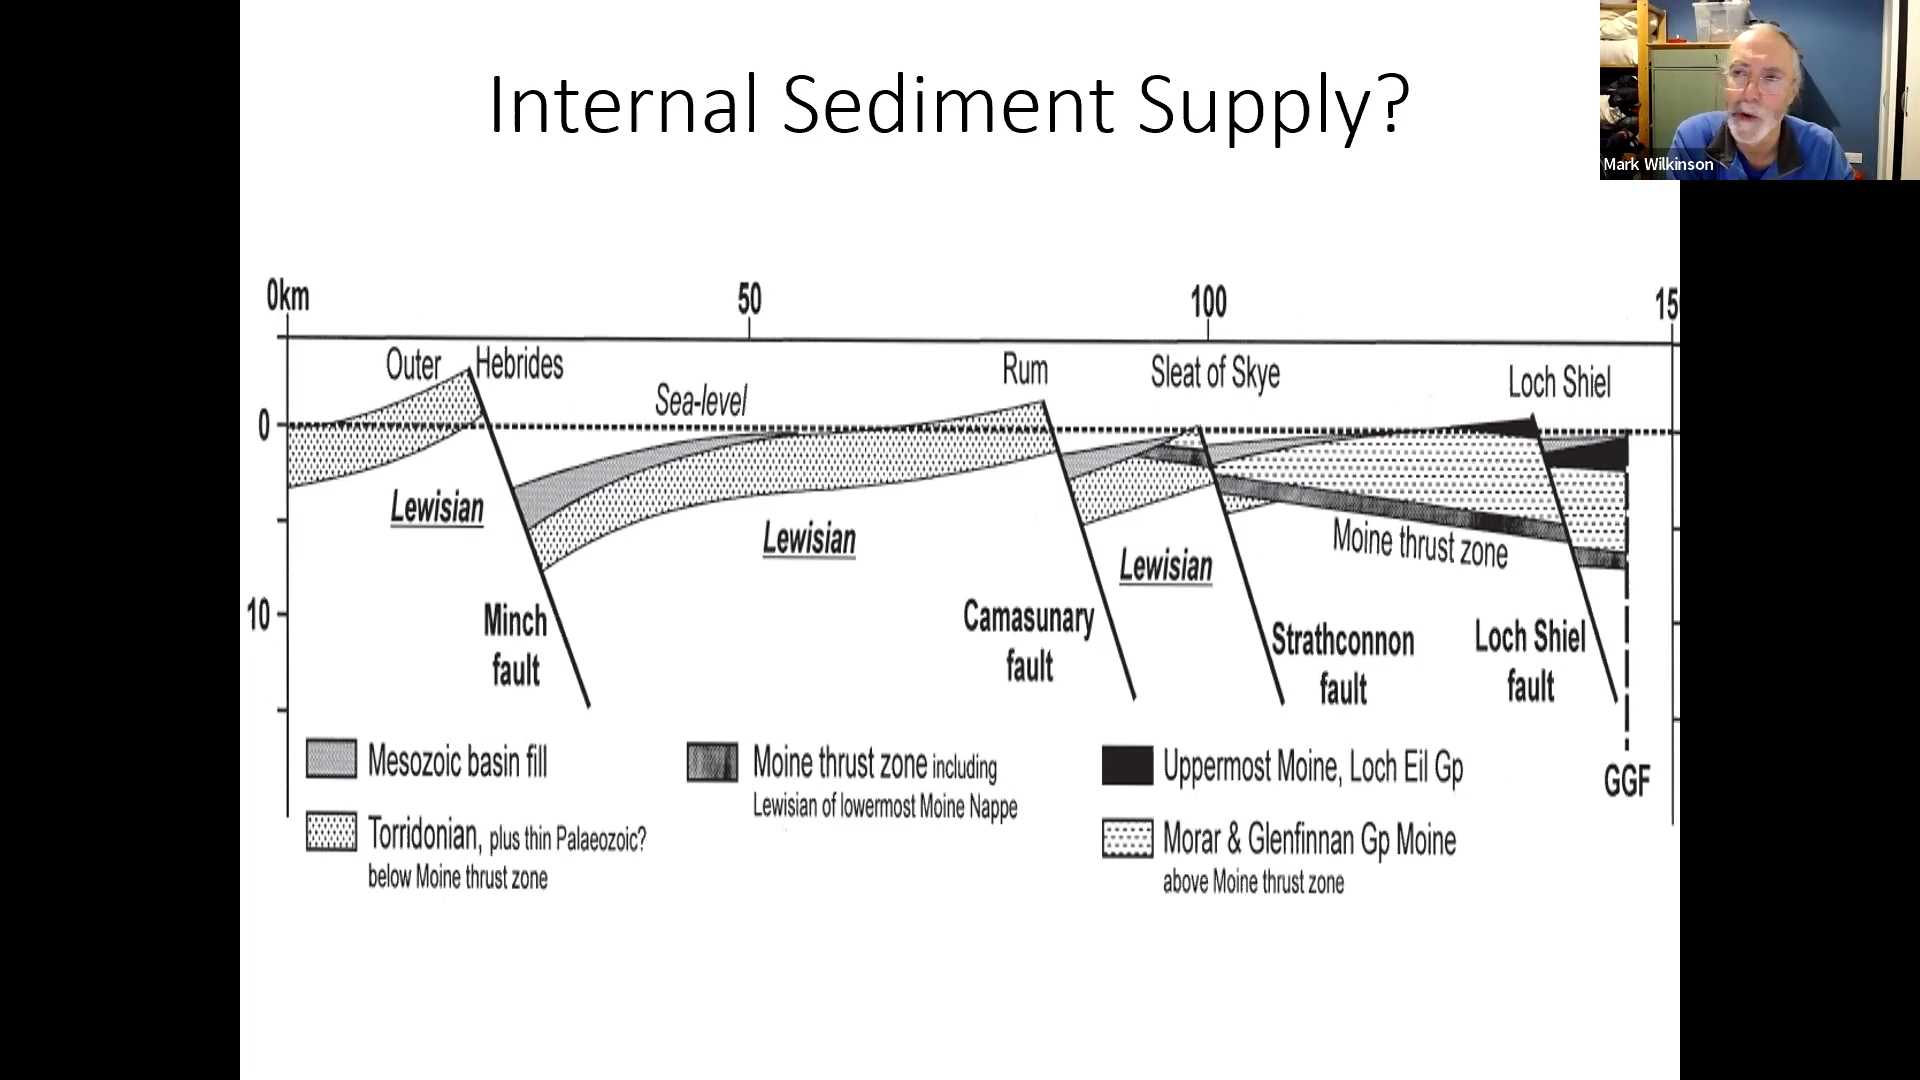 Internal Sediment Supply?
Mark Wilkinson
0km
50
100
15
Outer Hebrides
Rum
Sleat of Skye
Loch Shiel
Sea-level
0
Lewisian
Lewisian
Lewisian
Moine thrust zone
10
Minch
fault
Camasunary
fault
Strathconnon
fault
Loch Shiel
fault
GGF
Mesozoic basin fill
Torridonian, plus thin Palaeozoic?
below Moine thrust zone
Moine thrust zone including
Lewisian of lowermost Moine Nappe
Uppermost Moine, Loch Eil Gp
Morar & Glenfinnan Gp Moine
above Moine thrust zone